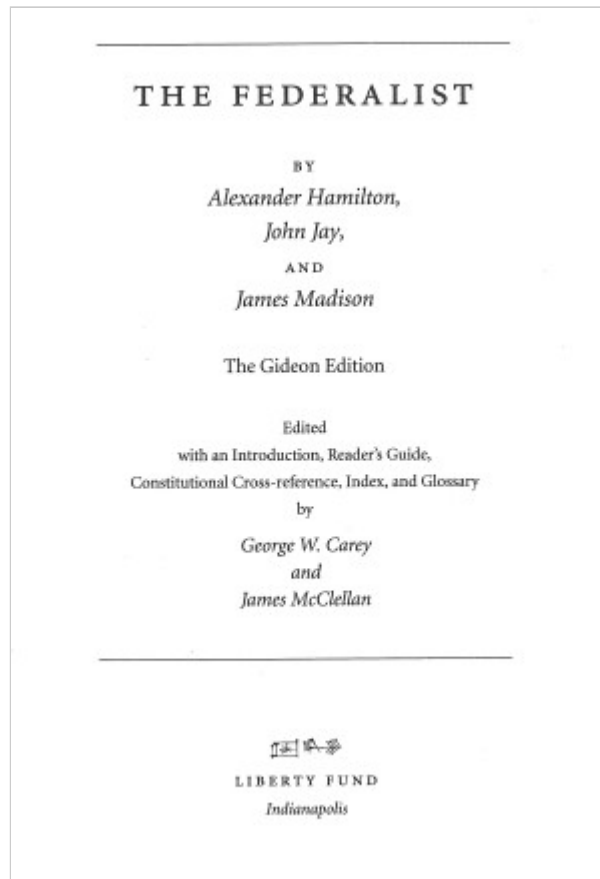 THE FEDERALIST
BY
Alexander Hamilton,
John Jay,
AND
James Madison
The Gideon Edition
Edited
with an Introduction, Reader's Guide,
Constitutional Cross-reference, Index, and Glossary
by
George W. Carey
and
James McClellan
LIBERTY FUND
Indianapolis